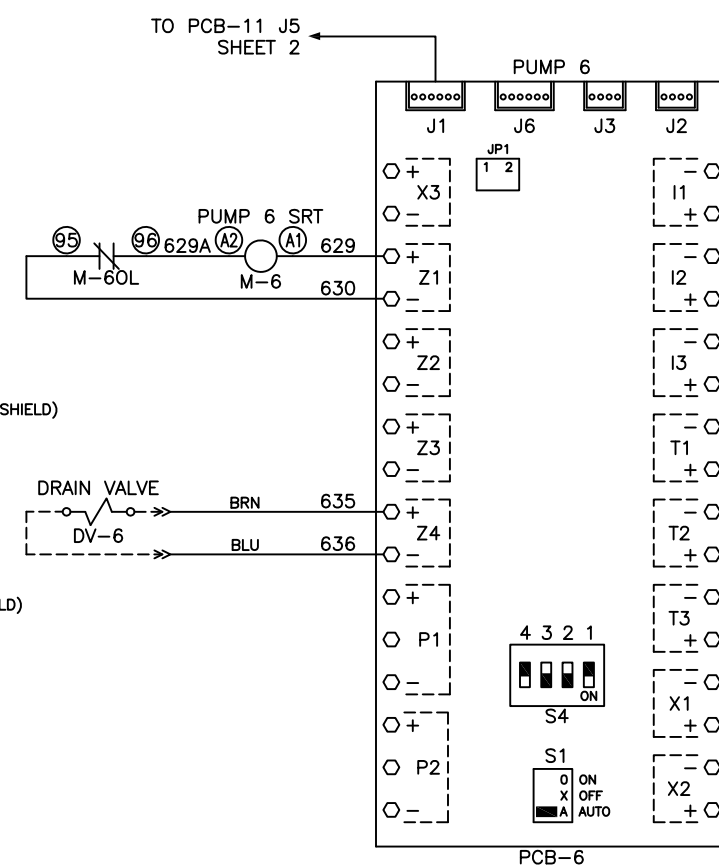 TO PCB-11 J5
SHEET 2
PUMP 6
J1 J6 J3 J2
JP1
1 2
+ X3 -
- I1 +
PUMP 6 SRT
95 96 629A A2 A1 629
M-6OL M-6
630
+ Z1 -
- I2 +
+ Z2 -
- I3 +
SHIELD)
+ Z3 -
- T1 +
DRAIN VALVE
BRN 635
DV-6
BLU 636
+ Z4 -
- T2 +
LD)
+ P1 -
- T3 +
4 3 2 1
ON
S4
- X1 +
+ P2 -
- X2 +
S1
O ON
X OFF
A AUTO
PCB-6